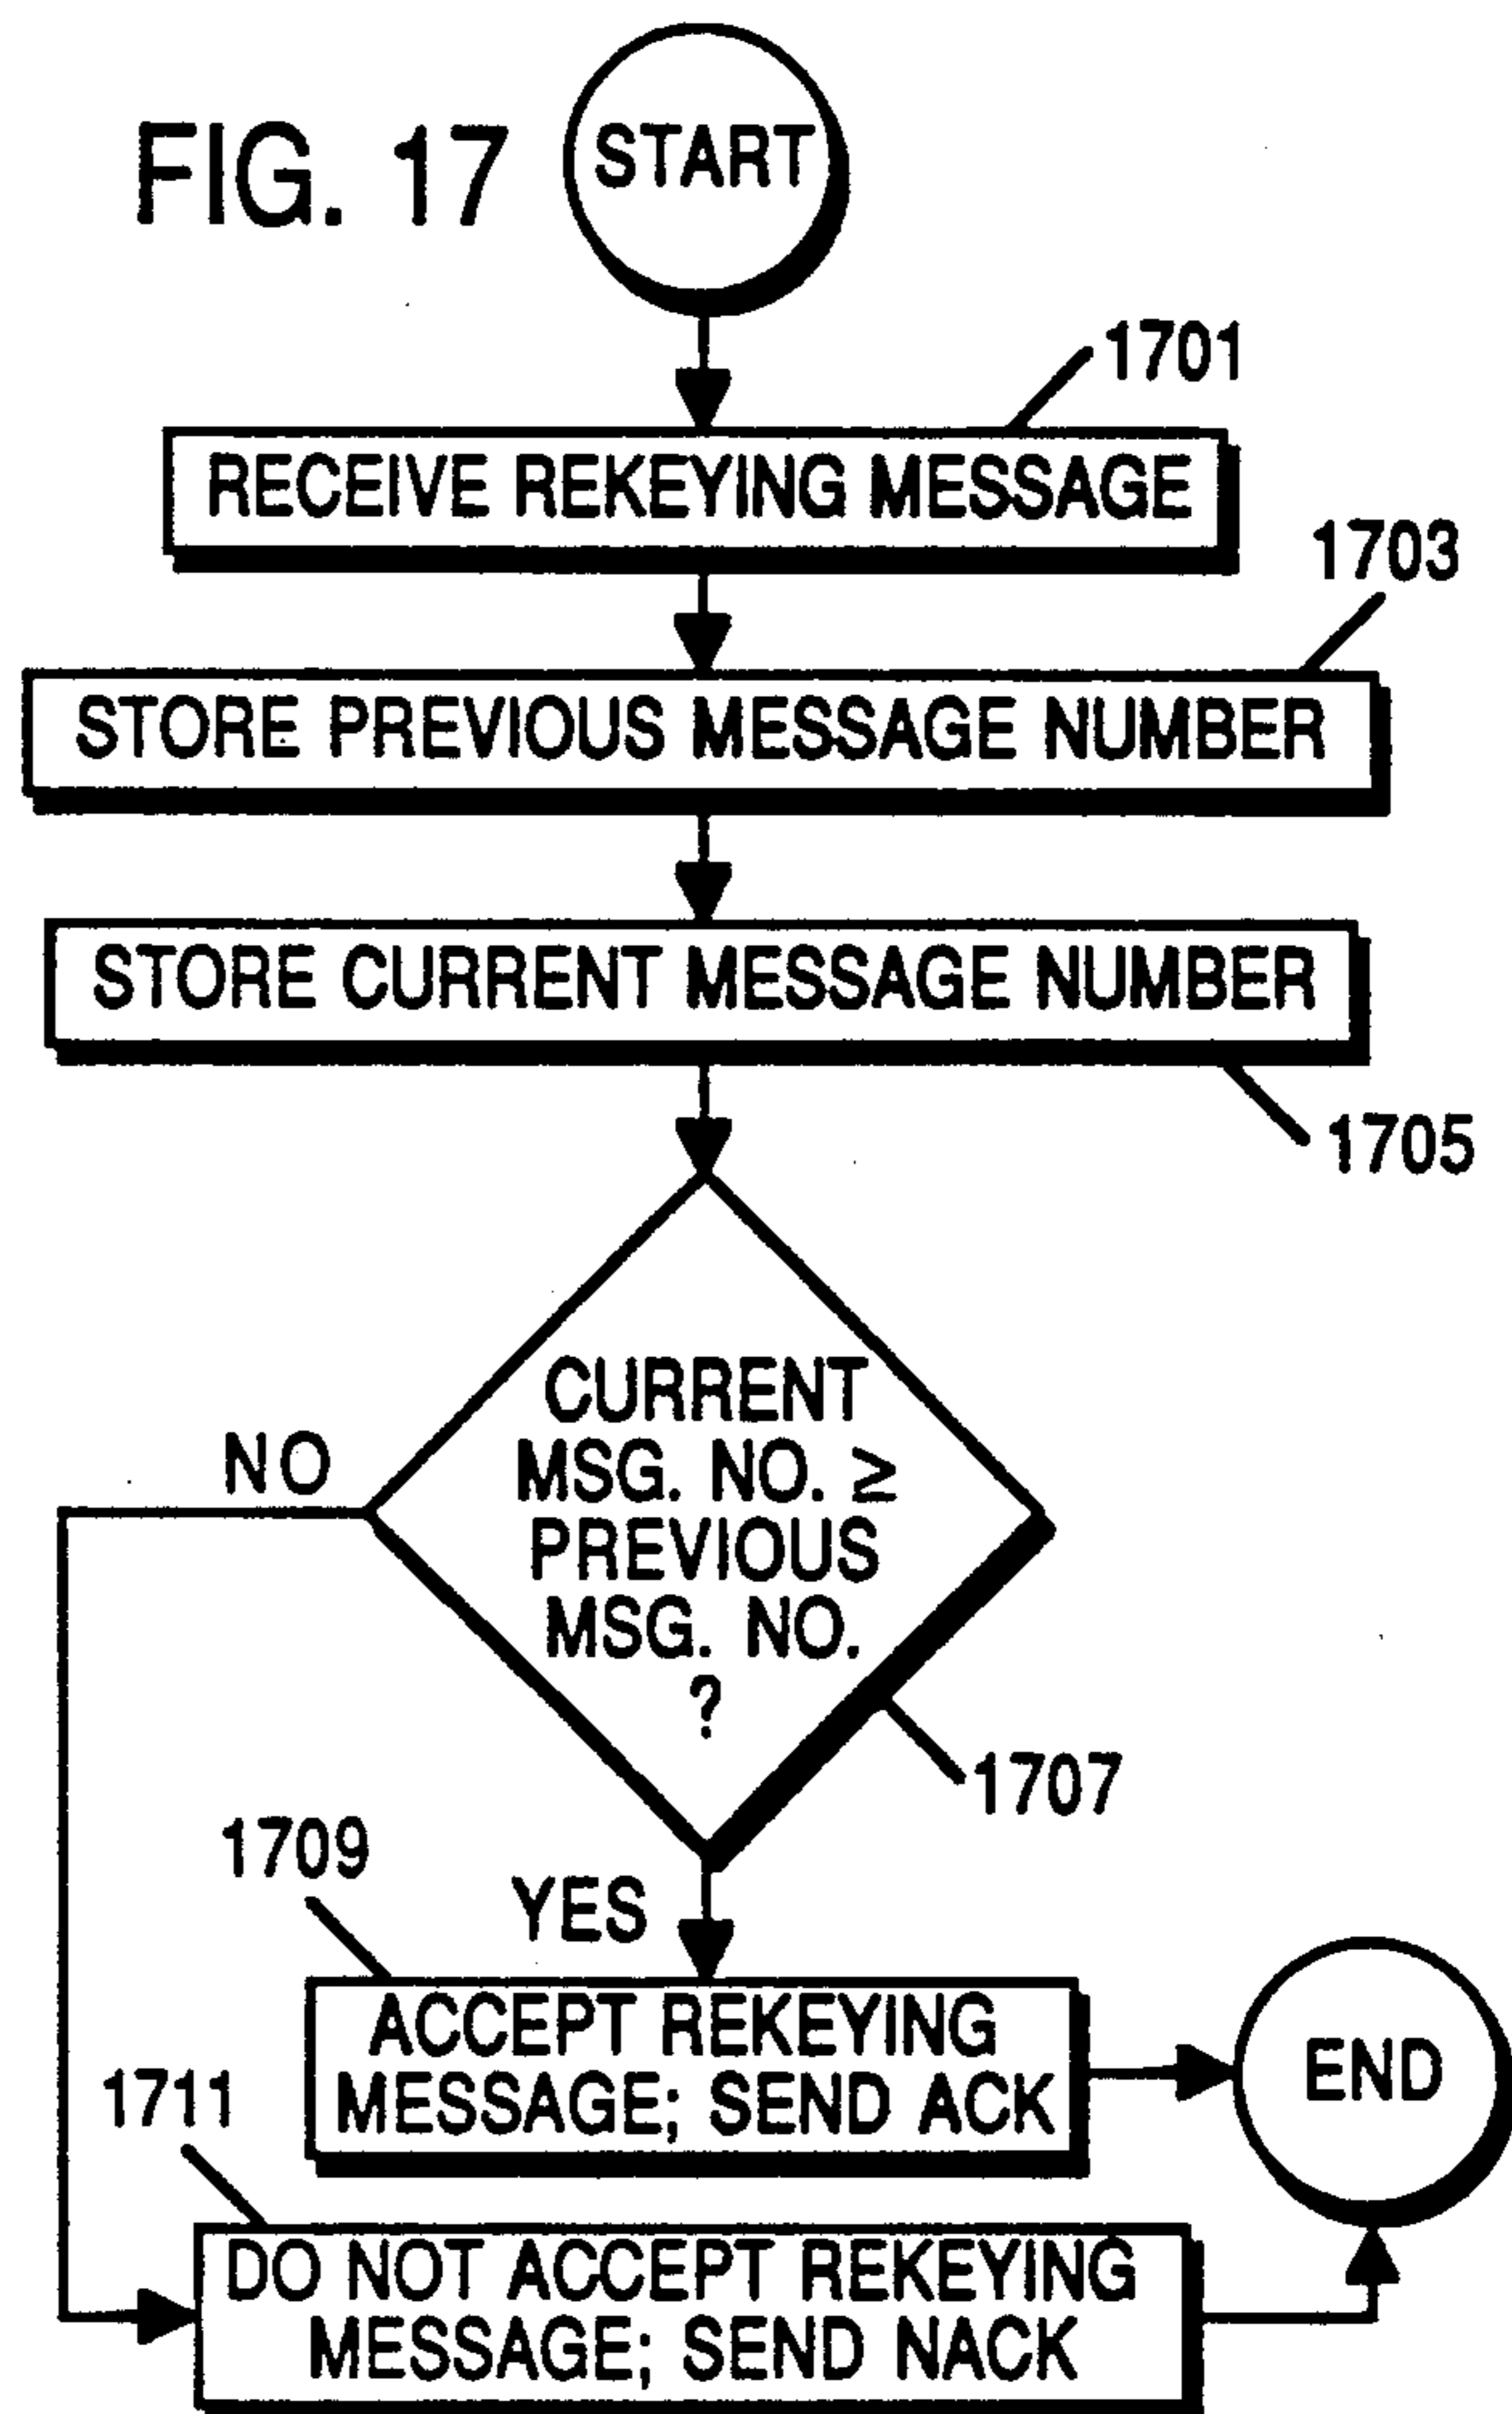 FIG. 17
START
1701
RECEIVE REKEYING MESSAGE
1703
STORE PREVIOUS MESSAGE NUMBER
STORE CURRENT MESSAGE NUMBER
1705
CURRENT
MSG. NO. ≥
PREVIOUS
MSG. NO.
?
NO
1707
1709
YES
ACCEPT REKEYING
MESSAGE; SEND ACK
END
1711
DO NOT ACCEPT REKEYING
MESSAGE; SEND NACK